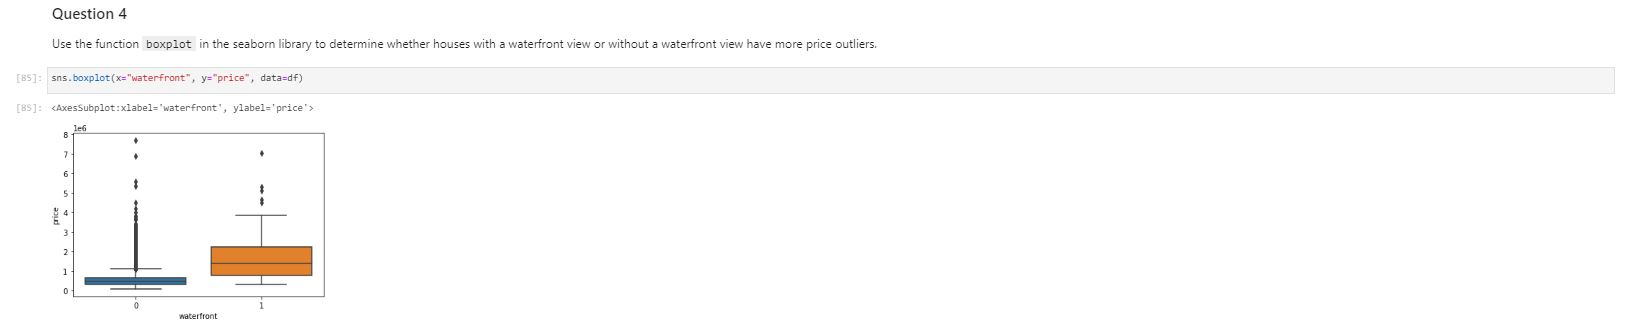 Question 4
Use the function boxplot in the seaborn library to determine whether houses with a waterfront view or without a waterfront view have more price outliers.
[85]: sns.boxplot(x="waterfront", y="price", data=df)
[85]: <AxesSubplot:xlabel='waterfront', ylabel='price'>
1e6
8
7
6
5
4
3
2
1
0
price
0 1
waterfront